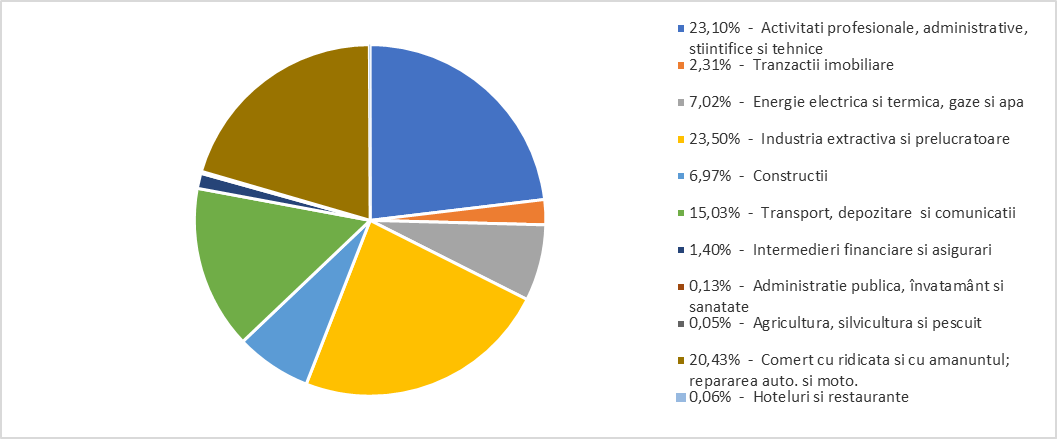 23,10% - Activitati profesionale, administrative,
stiintifice si tehnice
2,31% - Tranzactii imobiliare
7,02% - Energie electrica si termica, gaze si apa
23,50% - Industria extractiva si prelucratoare
6,97% - Constructii
15,03% - Transport, depozitare si comunicatii
1,40% - Intermedieri financiare si asigurari
0,13% - Administratie publica, învatamânt si
sanatate
0,05% - Agricultura, silvicultura si pescuit
20,43% - Comert cu ridicata si cu amanuntul;
repararea auto. si moto.
0,06% - Hoteluri si restaurante